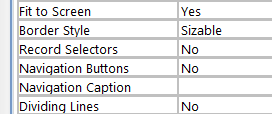 Fit to Screen Yes
Border Style Sizable
Record Selectors No
Navigation Buttons No
Navigation Caption
Dividing Lines No